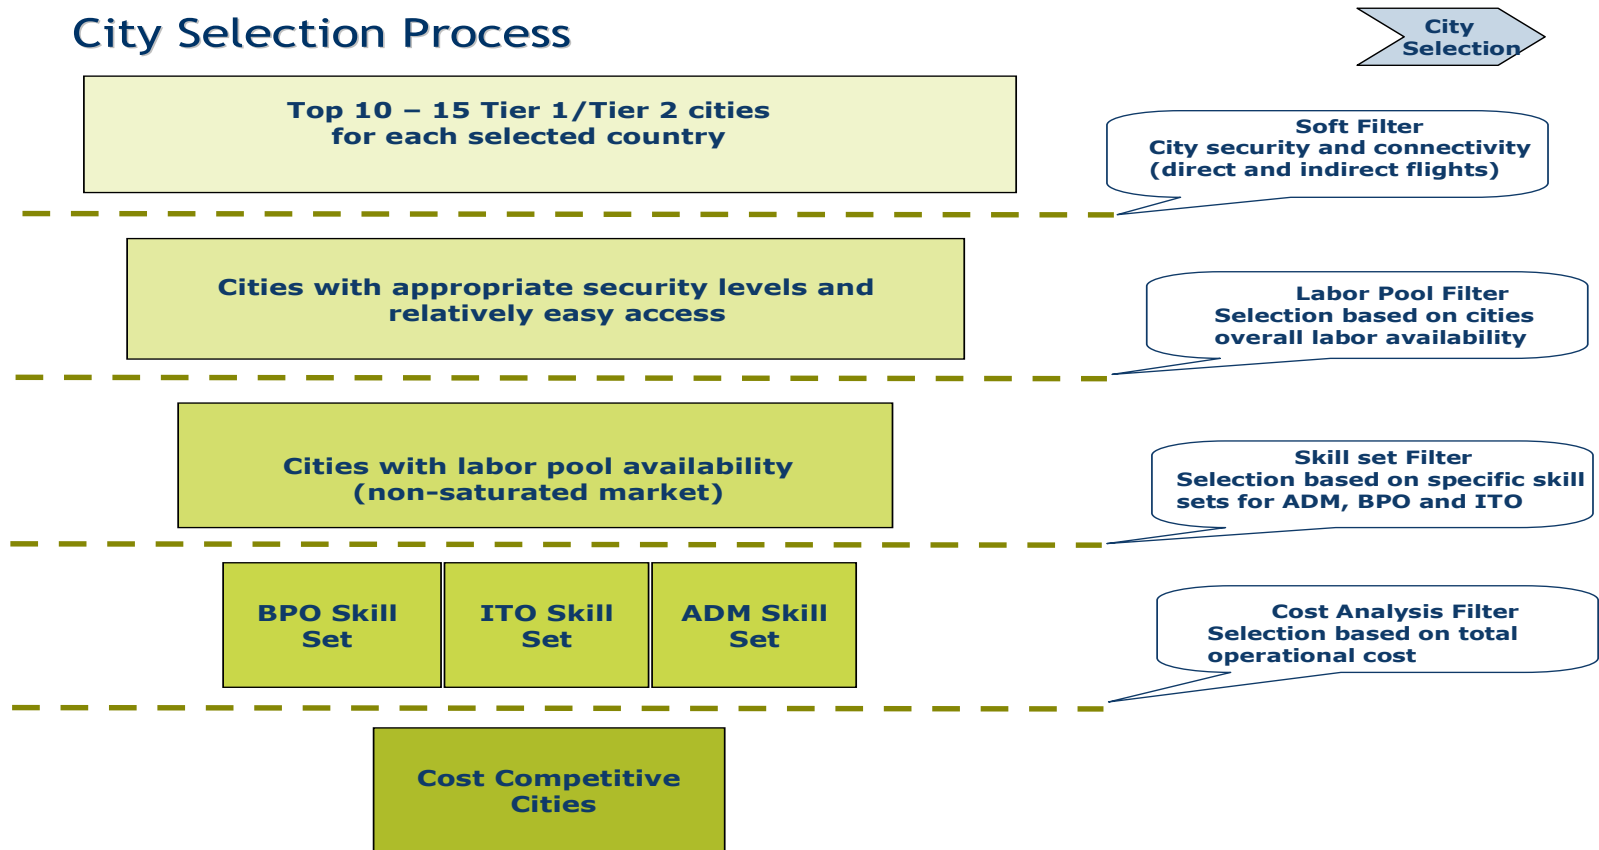 City Selection Process
City
Selection
Top 10 – 15 Tier 1/Tier 2 cities
for each selected country
Soft Filter
City security and connectivity
(direct and indirect flights)
Cities with appropriate security levels and
relatively easy access
Labor Pool Filter
Selection based on cities
overall labor availability
Cities with labor pool availability
(non-saturated market)
Skill set Filter
Selection based on specific skill
sets for ADM, BPO and ITO
BPO Skill
Set
ITO Skill
Set
ADM Skill
Set
Cost Analysis Filter
Selection based on total
operational cost
Cost Competitive
Cities